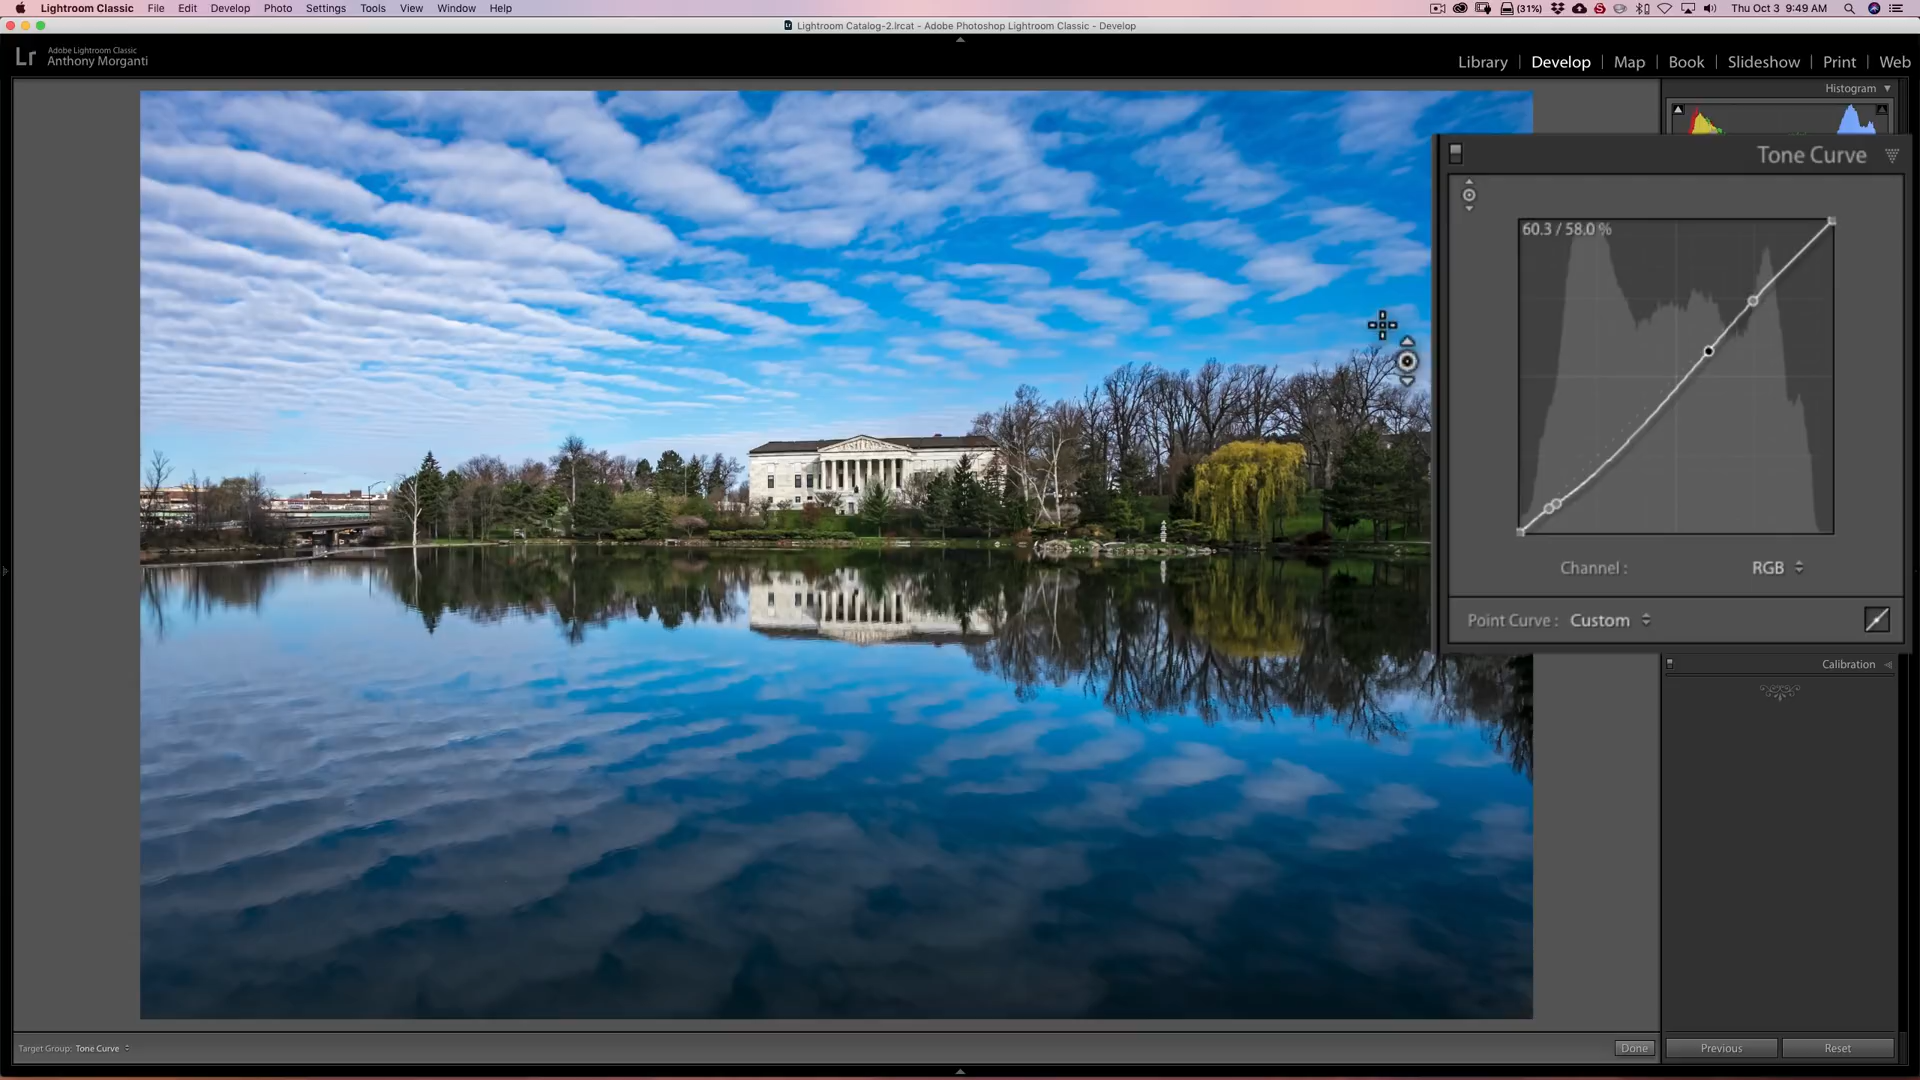 Lightroom Classic File Edit Develop Photo Settings Tools View Window Help (31%) Thu Oct 3 9:49 AM
Lightroom Catalog-2.lrcat - Adobe Photoshop Lightroom Classic - Develop
Lr
Adobe Lightroom Classic
Anthony Morganti
Library | Develop | Map | Book | Slideshow | Print | Web
Histogram
Tone Curve
60.3 / 58.0 %
Channel : RGB
Point Curve : Custom
Calibration
Target Group: Tone Curve
Done
Previous Reset